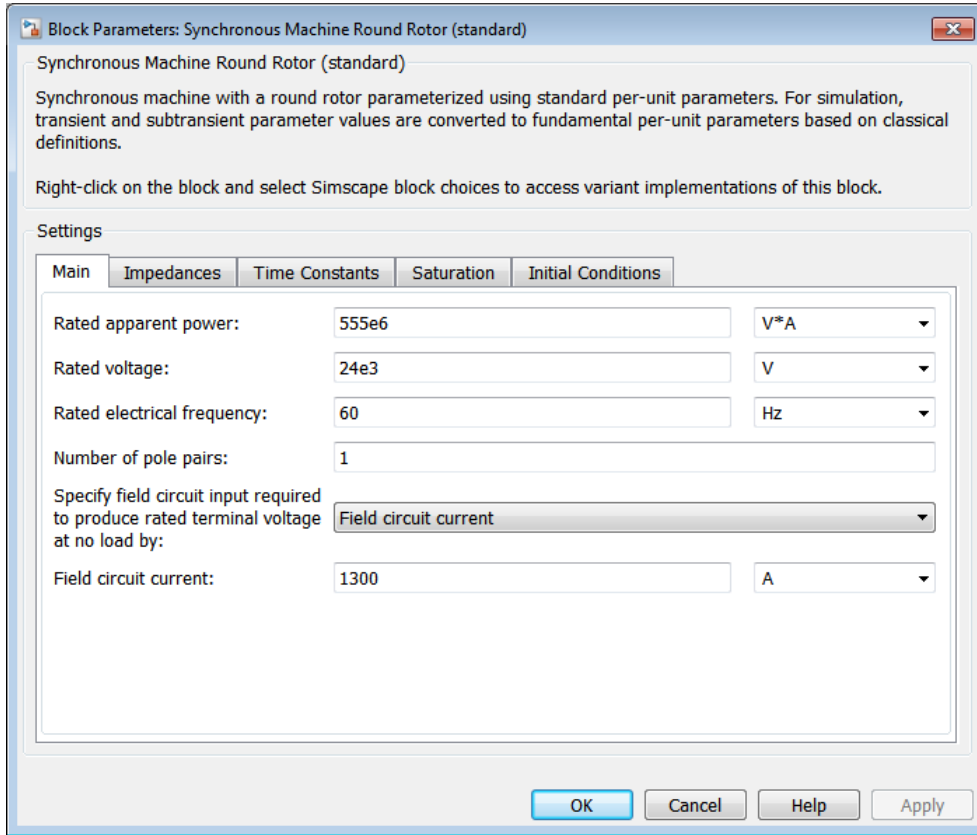 Block Parameters: Synchronous Machine Round Rotor (standard)
Synchronous Machine Round Rotor (standard)
Synchronous machine with a round rotor parameterized using standard per-unit parameters. For simulation,
transient and subtransient parameter values are converted to fundamental per-unit parameters based on classical
definitions.
Right-click on the block and select Simscape block choices to access variant implementations of this block.
Settings
Main Impedances Time Constants Saturation Initial Conditions
Rated apparent power: 555e6 V*A
Rated voltage: 24e3 V
Rated electrical frequency: 60 Hz
Number of pole pairs: 1
Specify field circuit input required
to produce rated terminal voltage Field circuit current
at no load by:
Field circuit current: 1300 A
OK Cancel Help Apply